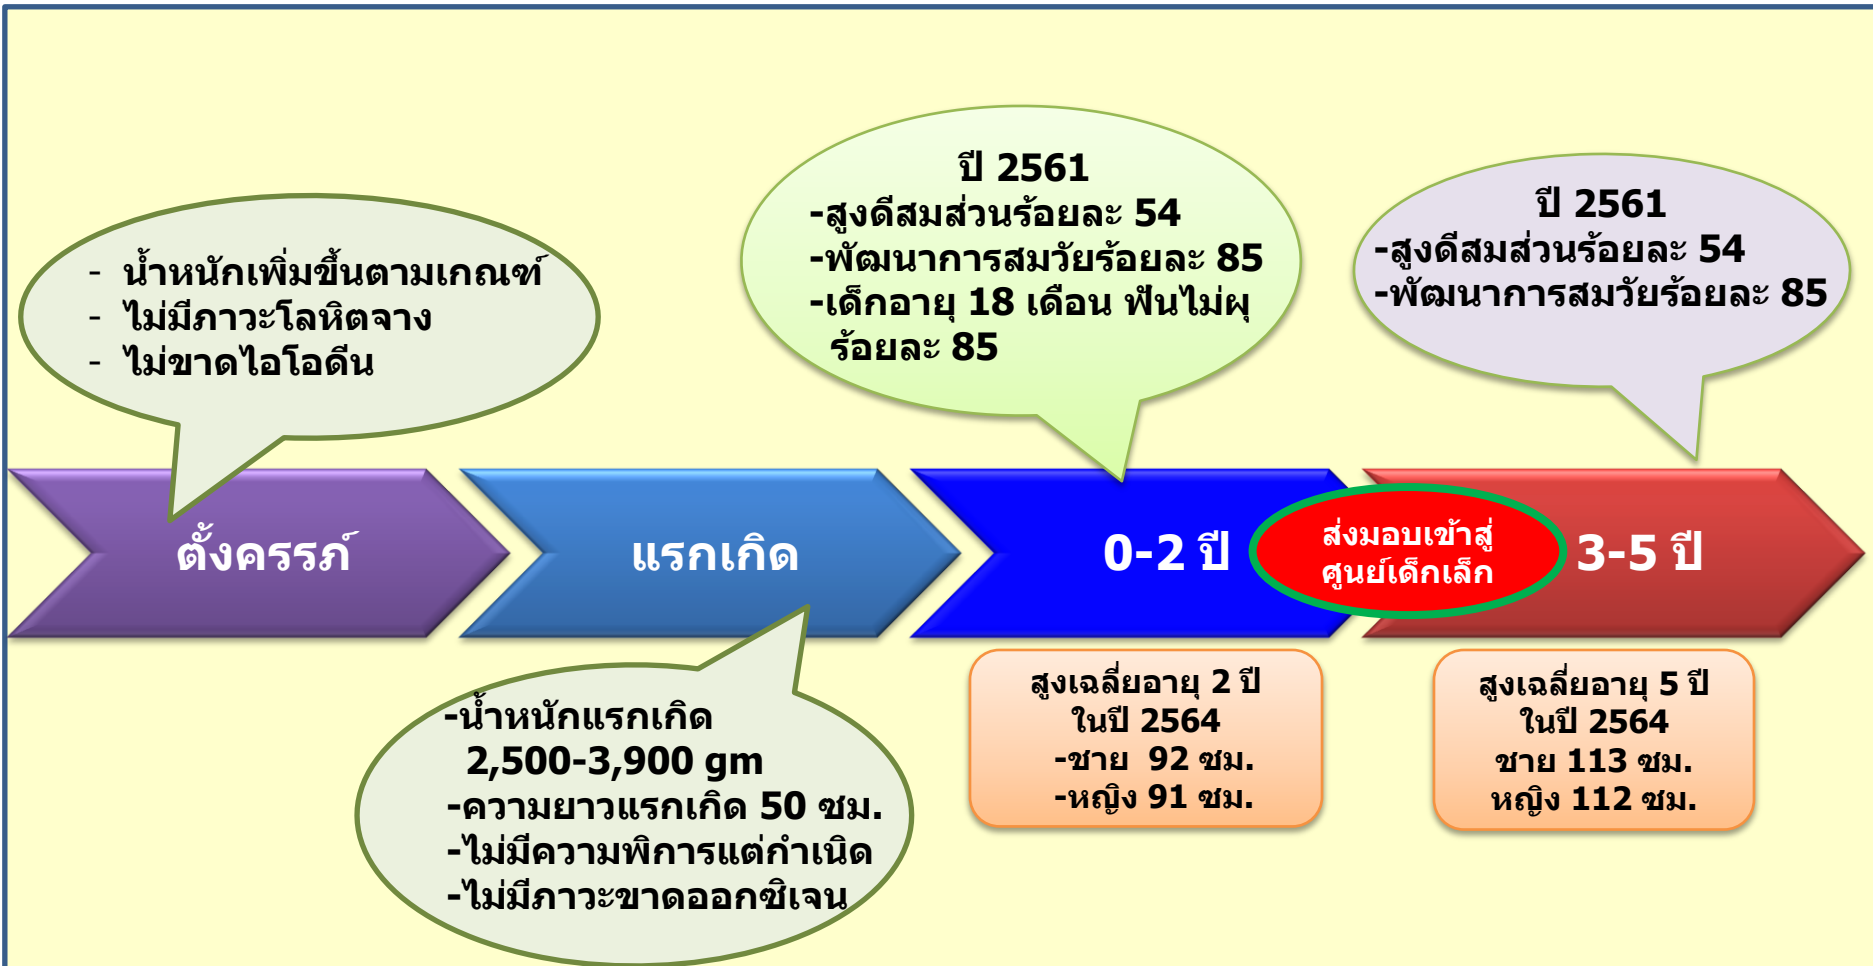 - น้ำหนักเพิ่มขึ้นตามเกณฑ์
- ไม่มีภาวะโลหิตจาง
- ไม่ขาดไอโอดีน
ปี 2561
-สูงดีสมส่วนร้อยละ 54
-พัฒนาการสมวัยร้อยละ 85
-เด็กอายุ 18 เดือน ฟันไม่ผุ
ร้อยละ 85
ปี 2561
-สูงดีสมส่วนร้อยละ 54
-พัฒนาการสมวัยร้อยละ 85
ตั้งครรภ์
แรกเกิด
0-2 ปี
ส่งมอบเข้าสู่
ศูนย์เด็กเล็ก
3-5 ปี
-น้ำหนักแรกเกิด
2,500-3,900 gm
-ความยาวแรกเกิด 50 ซม.
-ไม่มีความพิการแต่กำเนิด
-ไม่มีภาวะขาดออกซิเจน
สูงเฉลี่ยอายุ 2 ปี
ในปี 2564
-ชาย 92 ซม.
-หญิง 91 ซม.
สูงเฉลี่ยอายุ 5 ปี
ในปี 2564
ชาย 113 ซม.
หญิง 112 ซม.